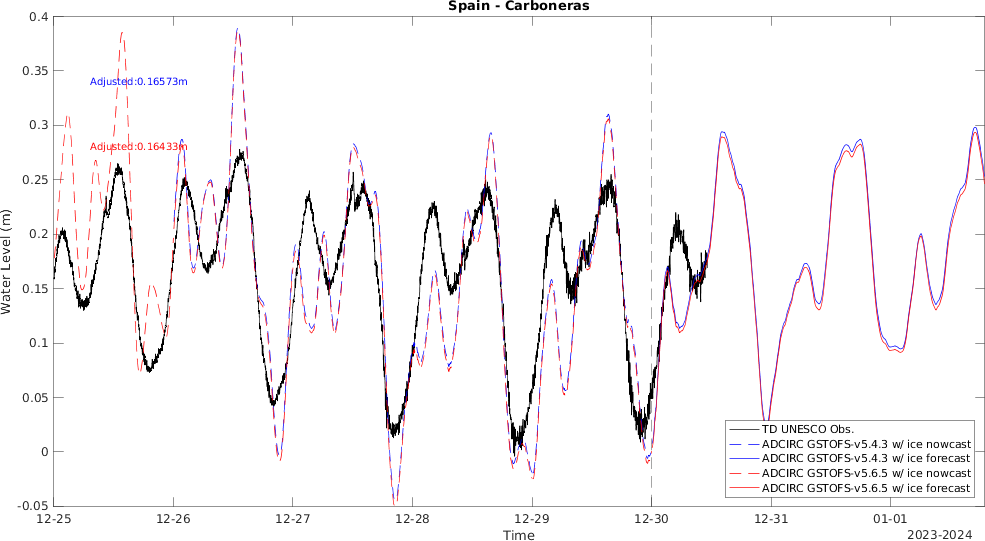 Spain - Carboneras
0.4
0.35
0.3
0.25
0.2
0.15
0.1
0.05
0
-0.05
Water Level (m)
Adjusted:0.16573m
Adjusted:0.16433m
TD UNESCO Obs.
ADCIRC GSTOFS-v5.4.3 w/ ice nowcast
ADCIRC GSTOFS-v5.4.3 w/ ice forecast
ADCIRC GSTOFS-v5.6.5 w/ ice nowcast
ADCIRC GSTOFS-v5.6.5 w/ ice forecast
12-25 12-26 12-27 12-28 12-29 12-30 12-31 01-01
Time
2023-2024